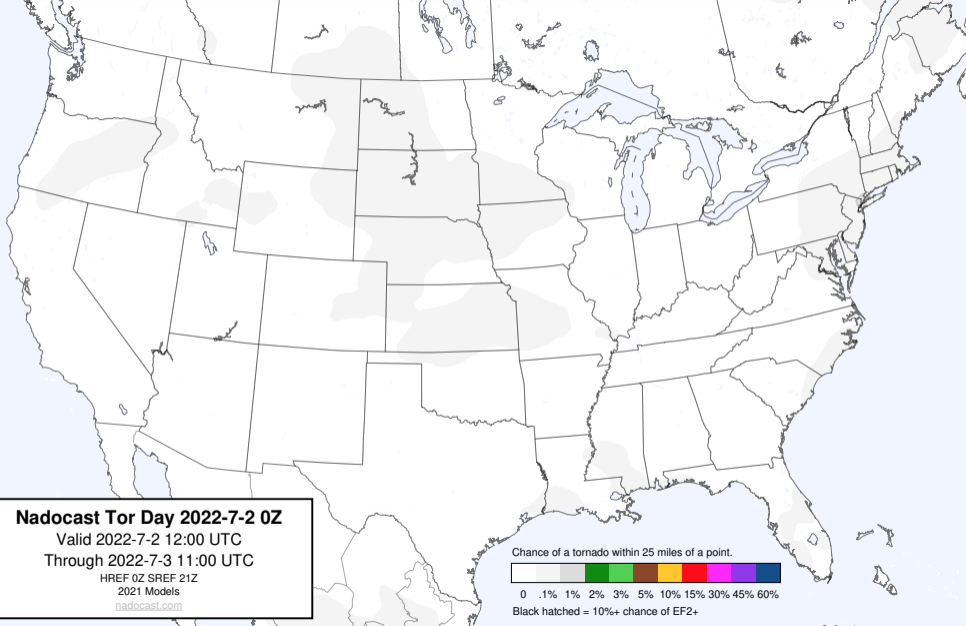 Nadocast Tor Day 2022-7-2 0Z
Valid 2022-7-2 12:00 UTC
Through 2022-7-3 11:00 UTC
HREF 0Z SREF 21Z
2021 Models
nadocast.com
Chance of a tornado within 25 miles of a point.
0 .1% 1% 2% 3% 5% 10% 15% 30% 45% 60%
Black hatched = 10%+ chance of EF2+